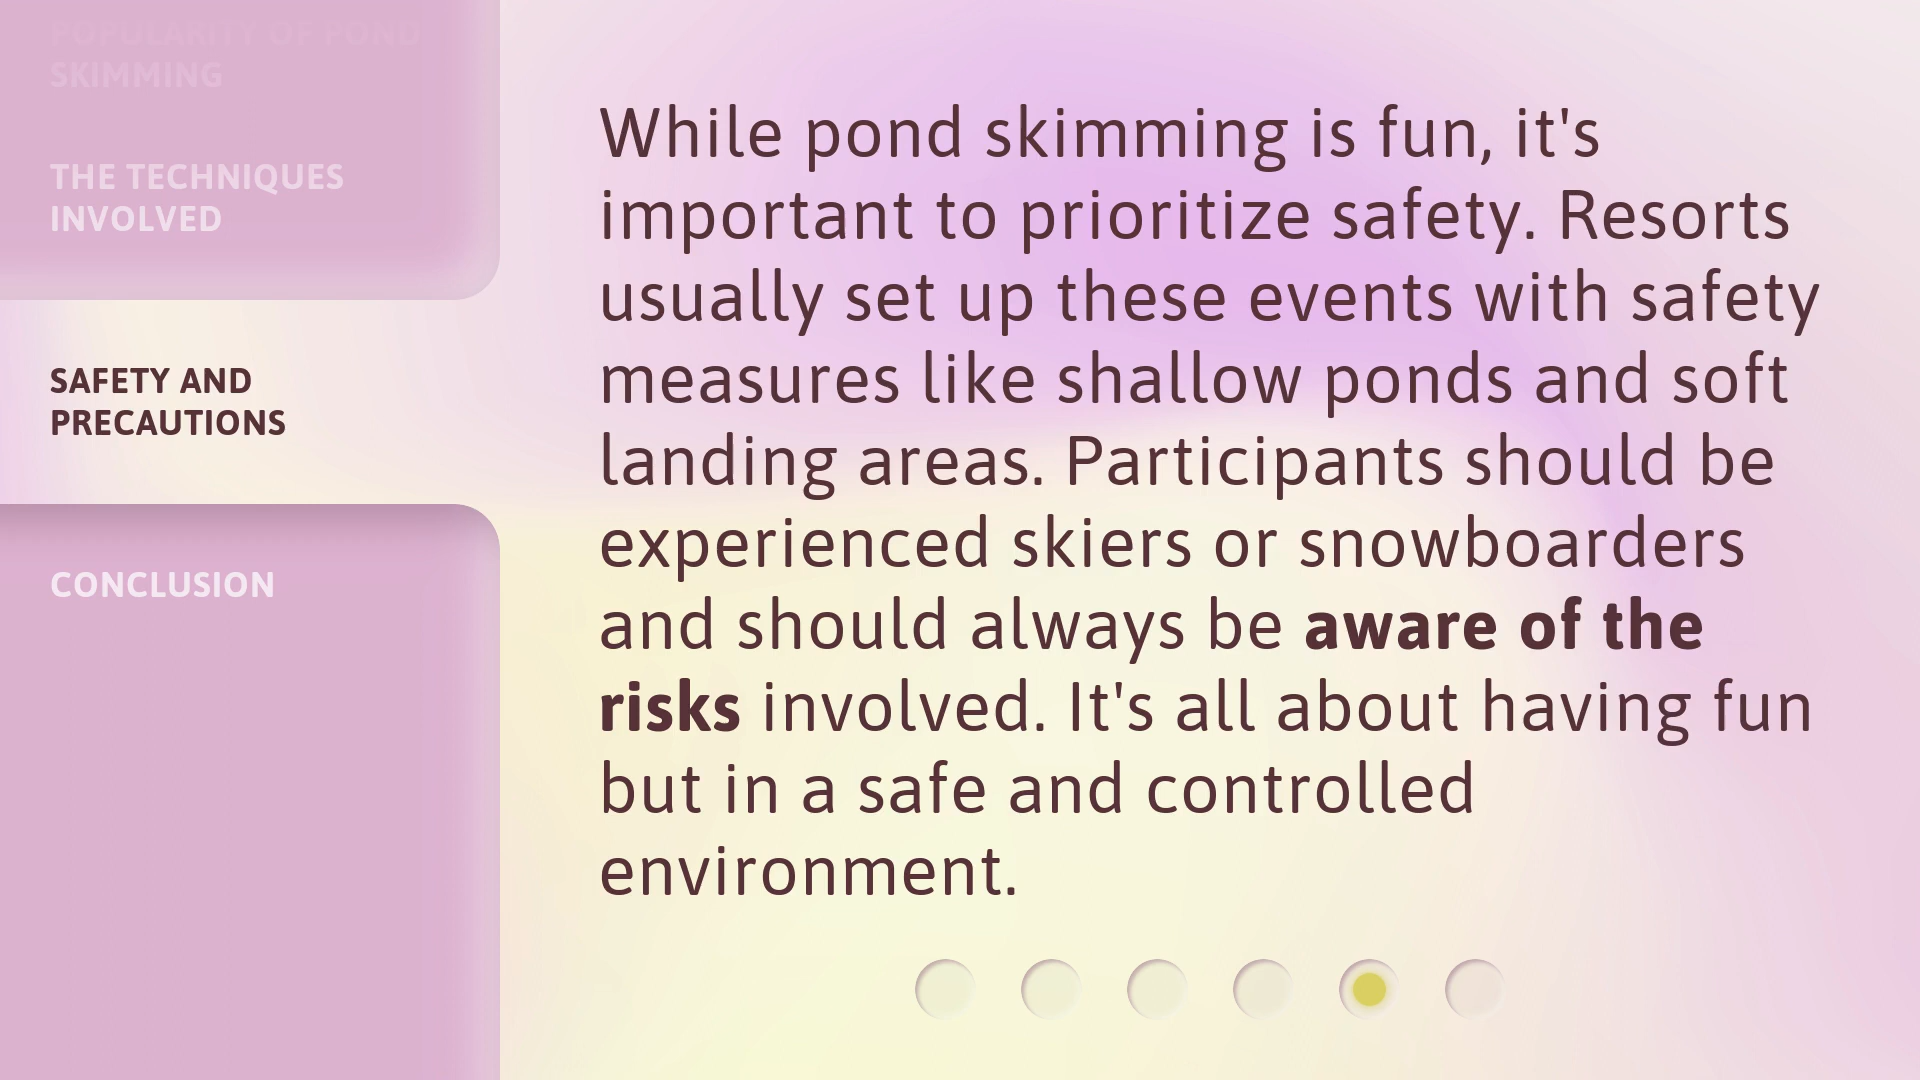 POPULARITY OF POND
SKIMMING
THE TECHNIQUES
INVOLVED
SAFETY AND
PRECAUTIONS
CONCLUSION
While pond skimming is fun, it's
important to prioritize safety. Resorts
usually set up these events with safety
measures like shallow ponds and soft
landing areas. Participants should be
experienced skiers or snowboarders
and should always be aware of the
risks involved. It's all about having fun
but in a safe and controlled
environment.